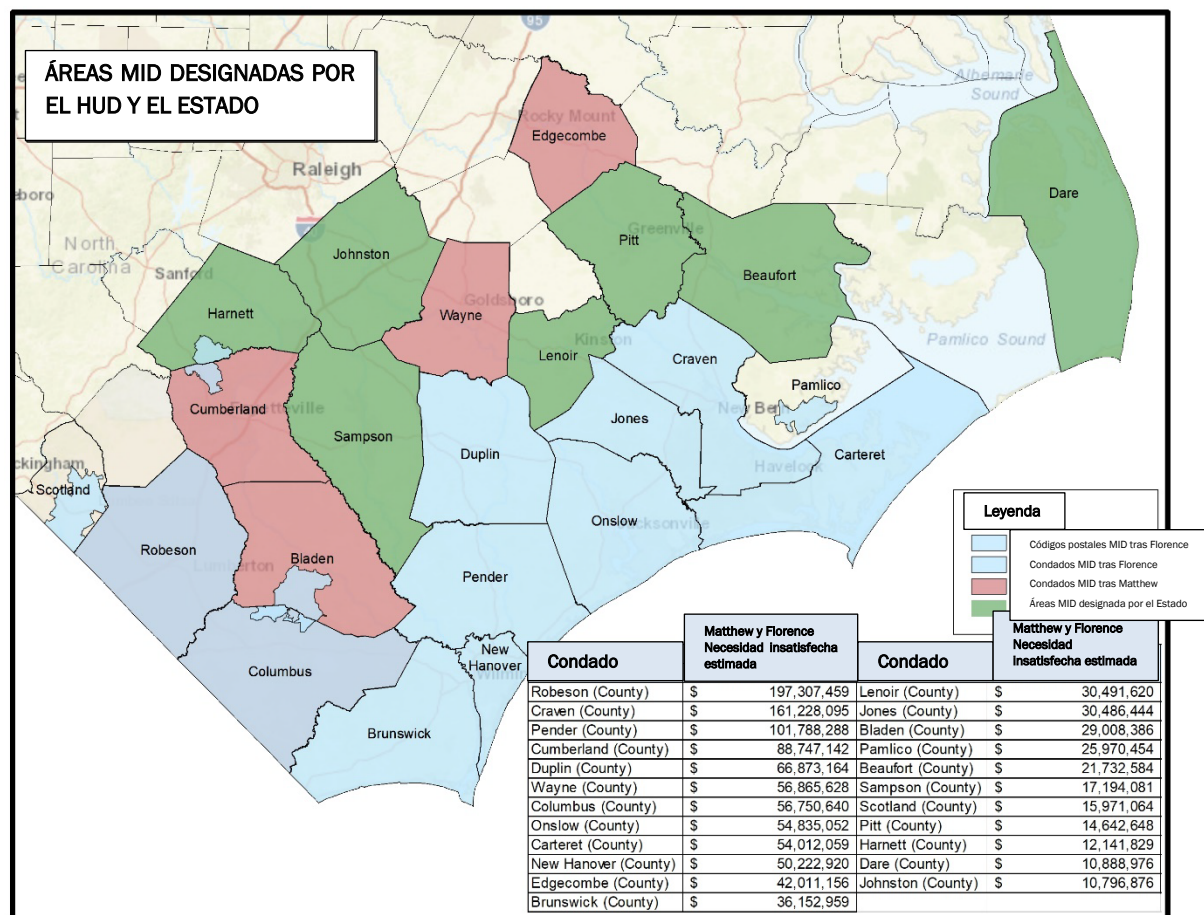 ÁREAS MID DESIGNADAS POR
EL HUD Y EL ESTADO
95
Albemarle
Sound
Rocky Mount
Edgecombe
Raleigh
boro
Dare
North
Carolina
Sanford
Johnston
Pitt
Greenville
Beaufort
Harnett
Goldsboro
Wayne
Kinston
Lenoir
Pamlico Sound
Craven
Pamlico
Cumberland
New Bern
Jones
Sampson
Duplin
Havelock
Carteret
ckingham
Scotland
Onslow
Robeson
Bladen
Pender
New
Hanover
Columbus
Brunswick
Leyenda
Códigos postales MID tras Florence
Condados MID tras Florence
Condados MID tras Matthew
Áreas MID designada por el Estado
Condado
Matthew y Florence
Necesidad Insatisfecha
estimada
Condado
Matthew y Florence
Necesidad
Insatisfecha estimada
Robeson (County) $ 197,307,459 Lenoir (County) $ 30,491,620
Craven (County) $ 161,228,095 Jones (County) $ 30,486,444
Pender (County) $ 101,788,288 Bladen (County) $ 29,008,386
Cumberland (County) $ 88,747,142 Pamlico (County) $ 25,970,454
Duplin (County) $ 66,873,164 Beaufort (County) $ 21,732,584
Wayne (County) $ 56,865,628 Sampson (County) $ 17,194,081
Columbus (County) $ 56,750,640 Scotland (County) $ 15,971,064
Onslow (County) $ 54,835,052 Pitt (County) $ 14,642,648
Carteret (County) $ 54,012,059 Harnett (County) $ 12,141,829
New Hanover (County) $ 50,222,920 Dare (County) $ 10,888,976
Edgecombe (County) $ 42,011,156 Johnston (County) $ 10,796,876
Brunswick (County) $ 36,152,959